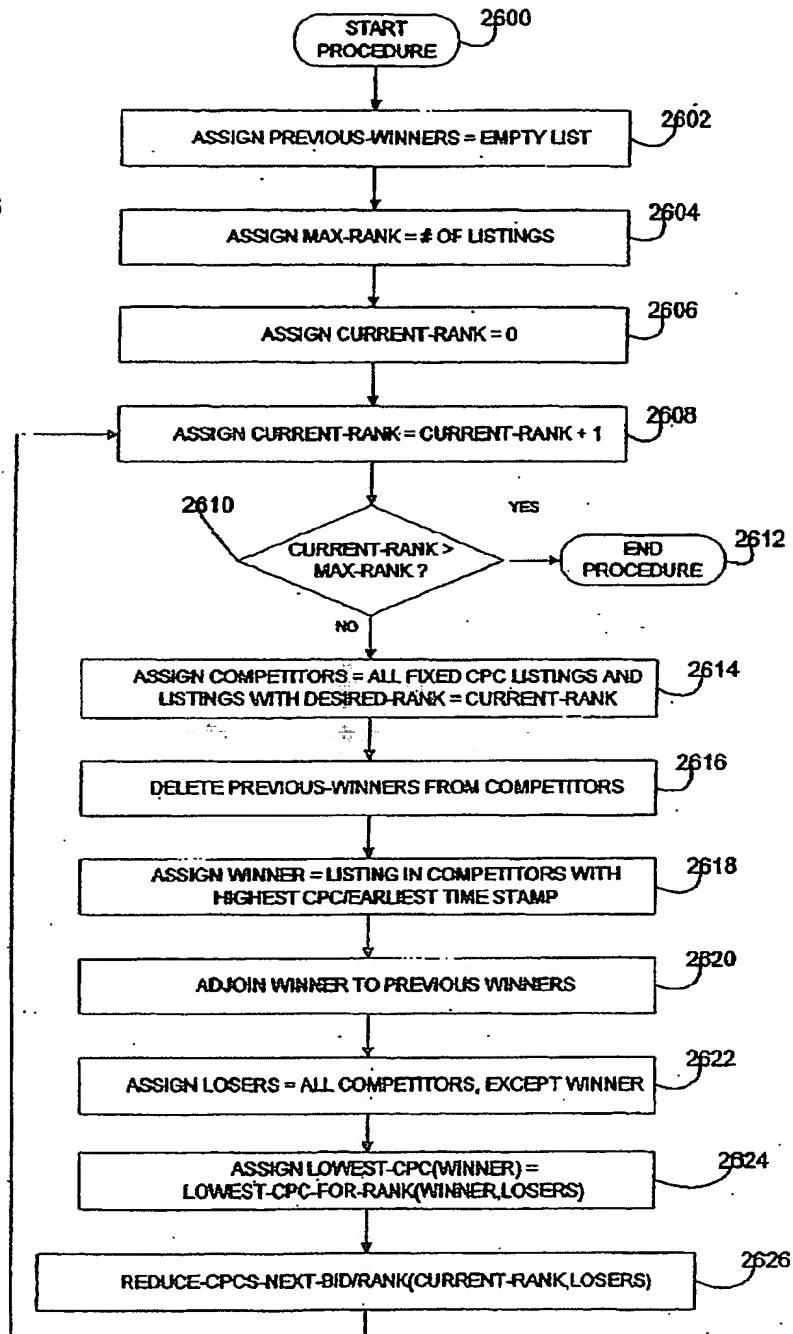 START
PROCEDURE
2600
ASSIGN PREVIOUS-WINNERS = EMPTY LIST
2602
ASSIGN MAX-RANK = # OF LISTINGS
2604
ASSIGN CURRENT-RANK = 0
2606
ASSIGN CURRENT-RANK = CURRENT-RANK + 1
2608
2610
CURRENT-RANK >
MAX-RANK ?
YES
END
PROCEDURE
2612
NO
ASSIGN COMPETITORS = ALL FIXED CPC LISTINGS AND
LISTINGS WITH DESIRED-RANK = CURRENT-RANK
2614
DELETE PREVIOUS-WINNERS FROM COMPETITORS
2616
ASSIGN WINNER = LISTING IN COMPETITORS WITH
HIGHEST CPC/EARLIEST TIME STAMP
2618
ADJOIN WINNER TO PREVIOUS WINNERS
2620
ASSIGN LOSERS = ALL COMPETITORS, EXCEPT WINNER
2622
ASSIGN LOWEST-CPC(WINNER) =
LOWEST-CPC-FOR-RANK(WINNER,LOSERS)
2624
REDUCE-CPCS-NEXT-BID/RANK(CURRENT-RANK,LOSERS)
2626